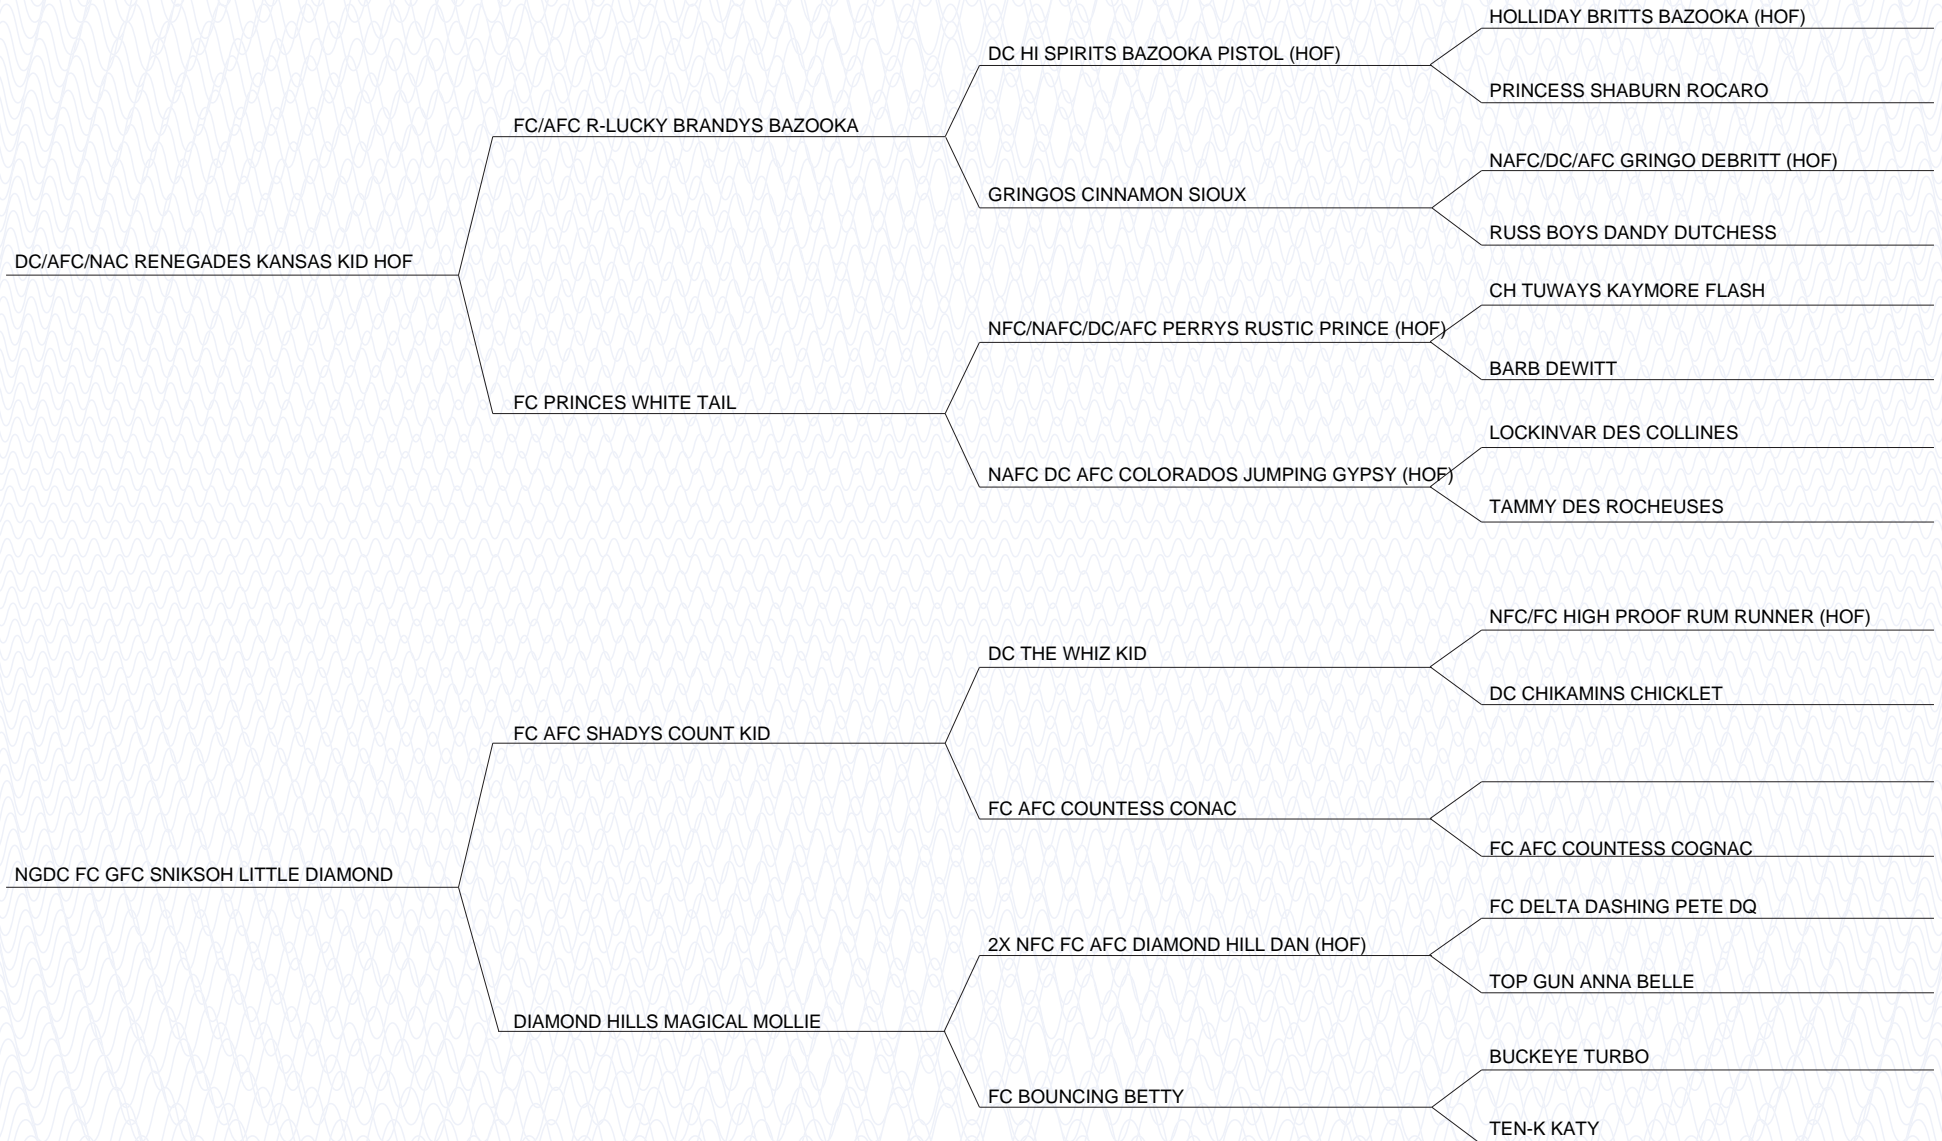 HOLLIDAY BRITTS BAZOOKA (HOF)
DC HI SPIRITS BAZOOKA PISTOL (HOF)
PRINCESS SHABURN ROCARO
FC/AFC R-LUCKY BRANDYS BAZOOKA
NAFC/DC/AFC GRINGO DEBRITT (HOF)
GRINGOS CINNAMON SIOUX
RUSS BOYS DANDY DUTCHESS
DC/AFC/NAC RENEGADES KANSAS KID HOF
CH TUWAYS KAYMORE FLASH
NFC/NAFC/DC/AFC PERRYS RUSTIC PRINCE (HOF)
BARB DEWITT
FC PRINCES WHITE TAIL
LOCKINVAR DES COLLINES
NAFC DC AFC COLORADOS JUMPING GYPSY (HOF)
TAMMY DES ROCHEUSES
NFC/FC HIGH PROOF RUM RUNNER (HOF)
DC THE WHIZ KID
DC CHIKAMINS CHICKLET
FC AFC SHADYS COUNT KID
FC AFC COUNTESS CONAC
FC AFC COUNTESS COGNAC
NGDC FC GFC SNIKSOH LITTLE DIAMOND
FC DELTA DASHING PETE DQ
2X NFC FC AFC DIAMOND HILL DAN (HOF)
TOP GUN ANNA BELLE
DIAMOND HILLS MAGICAL MOLLIE
BUCKEYE TURBO
FC BOUNCING BETTY
TEN-K KATY